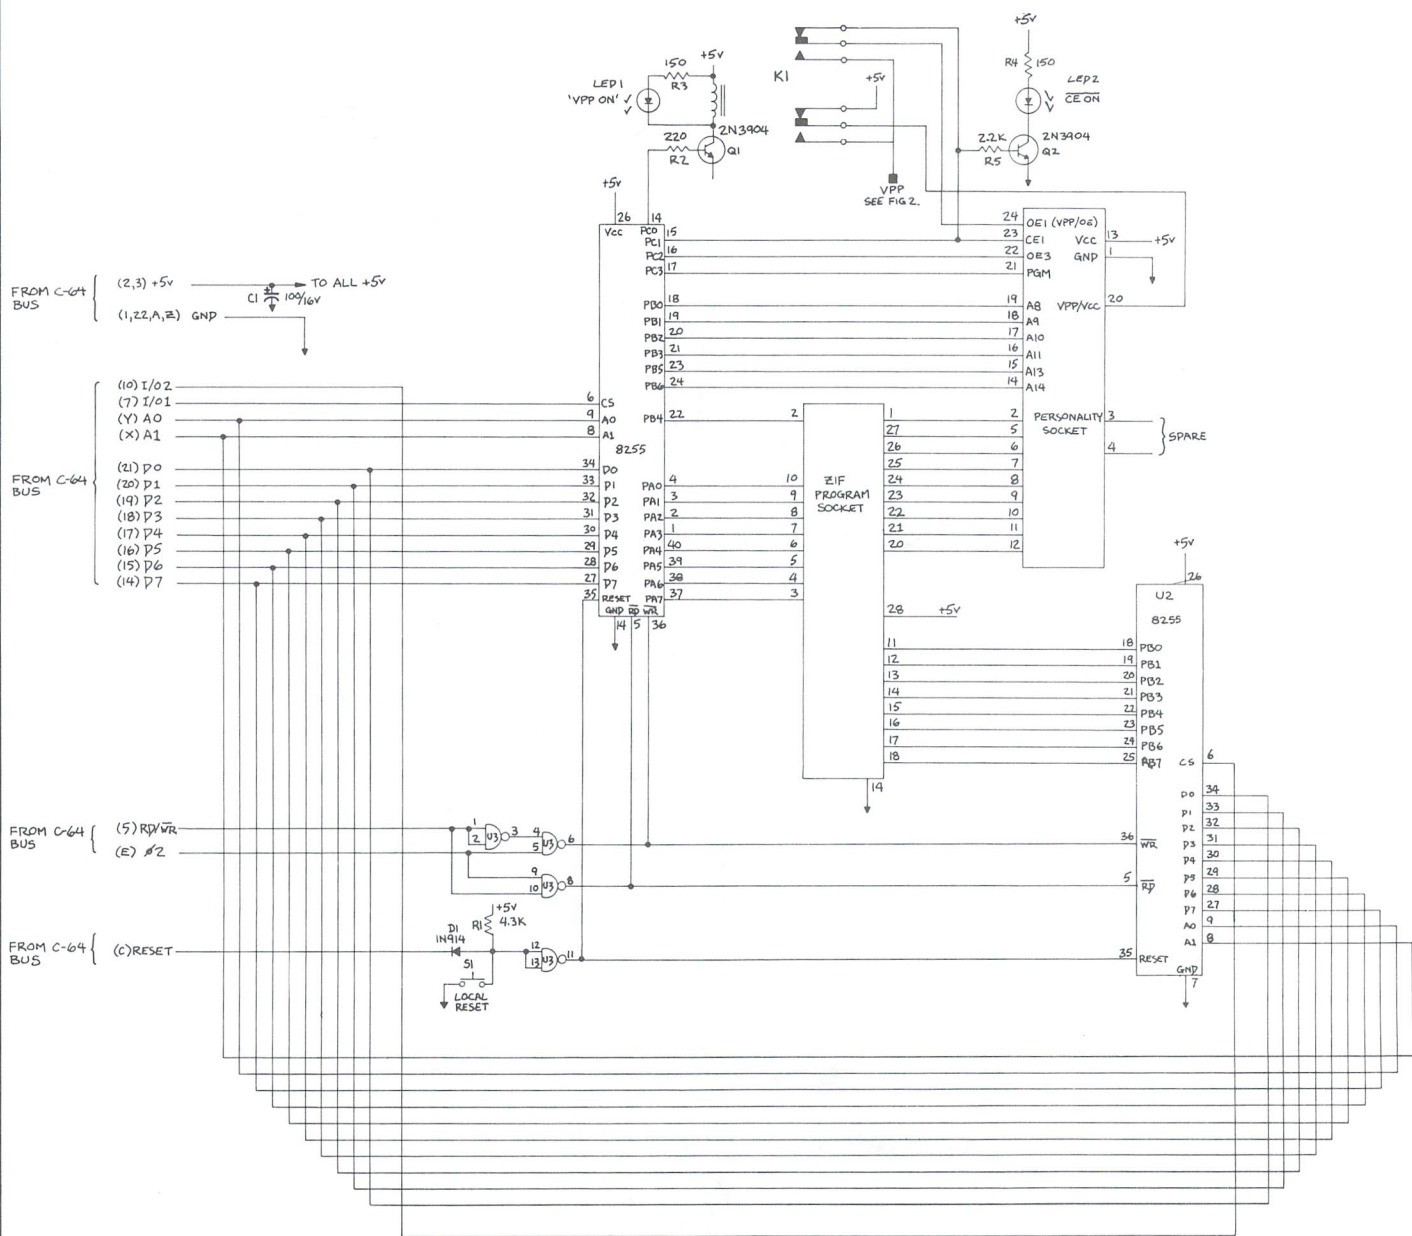 +5v
R4
150
LED2
CE ON
2N3904
Q2
2.2K
R5
K1
+5v
VPP
SEE FIG 2.
+5v
150
R3
LED1
'VPP ON'
2N3904
Q1
220
R2
+5v
26
14
Vcc
PC0
PC1 15
PC2 16
PC3 17
PB0 18
PB1 19
PB2 20
PB3 21
PB5 23
PB6 24
PB4 22
PA0 4
PA1 3
PA2 2
PA3 1
PA4 40
PA5 39
PA6 38
PA7 37
6 CS
9 A0
8 A1
8255
34 D0
33 D1
32 D2
31 D3
30 D4
29 D5
28 D6
27 D7
35 RESET
GND RD WR
14 5 36
24 OE1 (VPP/OE)
23 CE1
22 OE3
21 PGM
19 A8
18 A9
17 A10
16 A11
15 A13
14 A14
VCC 13 +5v
GND 1
VPP/VCC 20
2
5
6
7
8
9
10
11
12
PERSONALITY
SOCKET
3
4
SPARE
FROM C-64
BUS
(2,3) +5v
TO ALL +5v
C1 100/16V
(1,22,A,Z) GND
FROM C-64
BUS
(10) I/O2
(7) I/O1
(Y) A0
(X) A1
(21) D0
(20) D1
(19) D2
(18) D3
(17) D4
(16) D5
(15) D6
(14) D7
2
10
9
8
7
6
5
4
3
ZIF
PROGRAM
SOCKET
1
27
26
25
24
23
22
21
20
28 +5v
11
12
13
14
15
16
17
18
14
+5v
26
U2
8255
18 PB0
19 PB1
20 PB2
21 PB3
22 PB4
23 PB5
24 PB6
25 PB7
CS 6
D0 34
D1 33
D2 32
D3 31
D4 30
D5 29
D6 28
D7 27
A0 9
A1 8
36 WR
5 RD
35 RESET
GND
7
FROM C-64
BUS
(5) RD/WR
(E) ø2
1
2
U3
3
4
5
U3
6
9
10
U3
8
FROM C-64
BUS
(C) RESET
D1
1N914
+5v
R1
4.3K
S1
LOCAL
RESET
12
13
U3
11